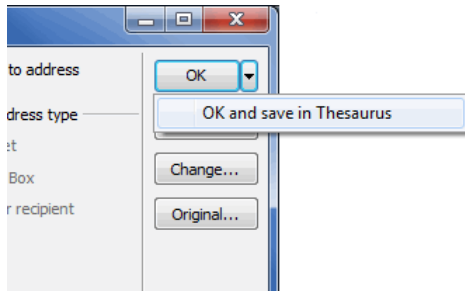 to address
OK
OK and save in Thesaurus
dress type
et
Change...
Box
r recipient
Original...